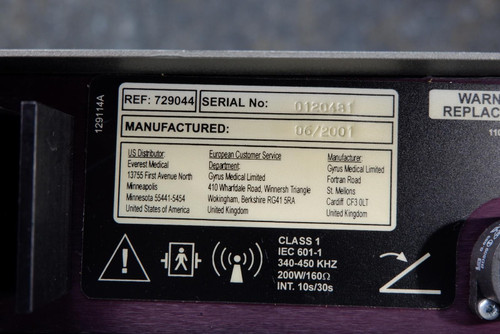 129114A
REF: 729044 SERIAL No: 0120481
MANUFACTURED: 06/2001
US Distributor:
Everest Medical
13755 First Avenue North
Minneapolis
Minnesota 55441-5454
United States of America
European Customer Service
Department:
Gyrus Medical Limited
410 Wharfdale Road, Winnersh Triangle
Wokingham, Berkshire RG41 5RA
United Kingdom
Manufacturer:
Gyrus Medical Limited
Fortran Road
St. Mellons
Cardiff CF3 0LT
United Kingdom
CLASS 1
IEC 601-1
340-450 KHZ
200W/160Ω
INT. 10s/30s
WARN
REPLAC
110